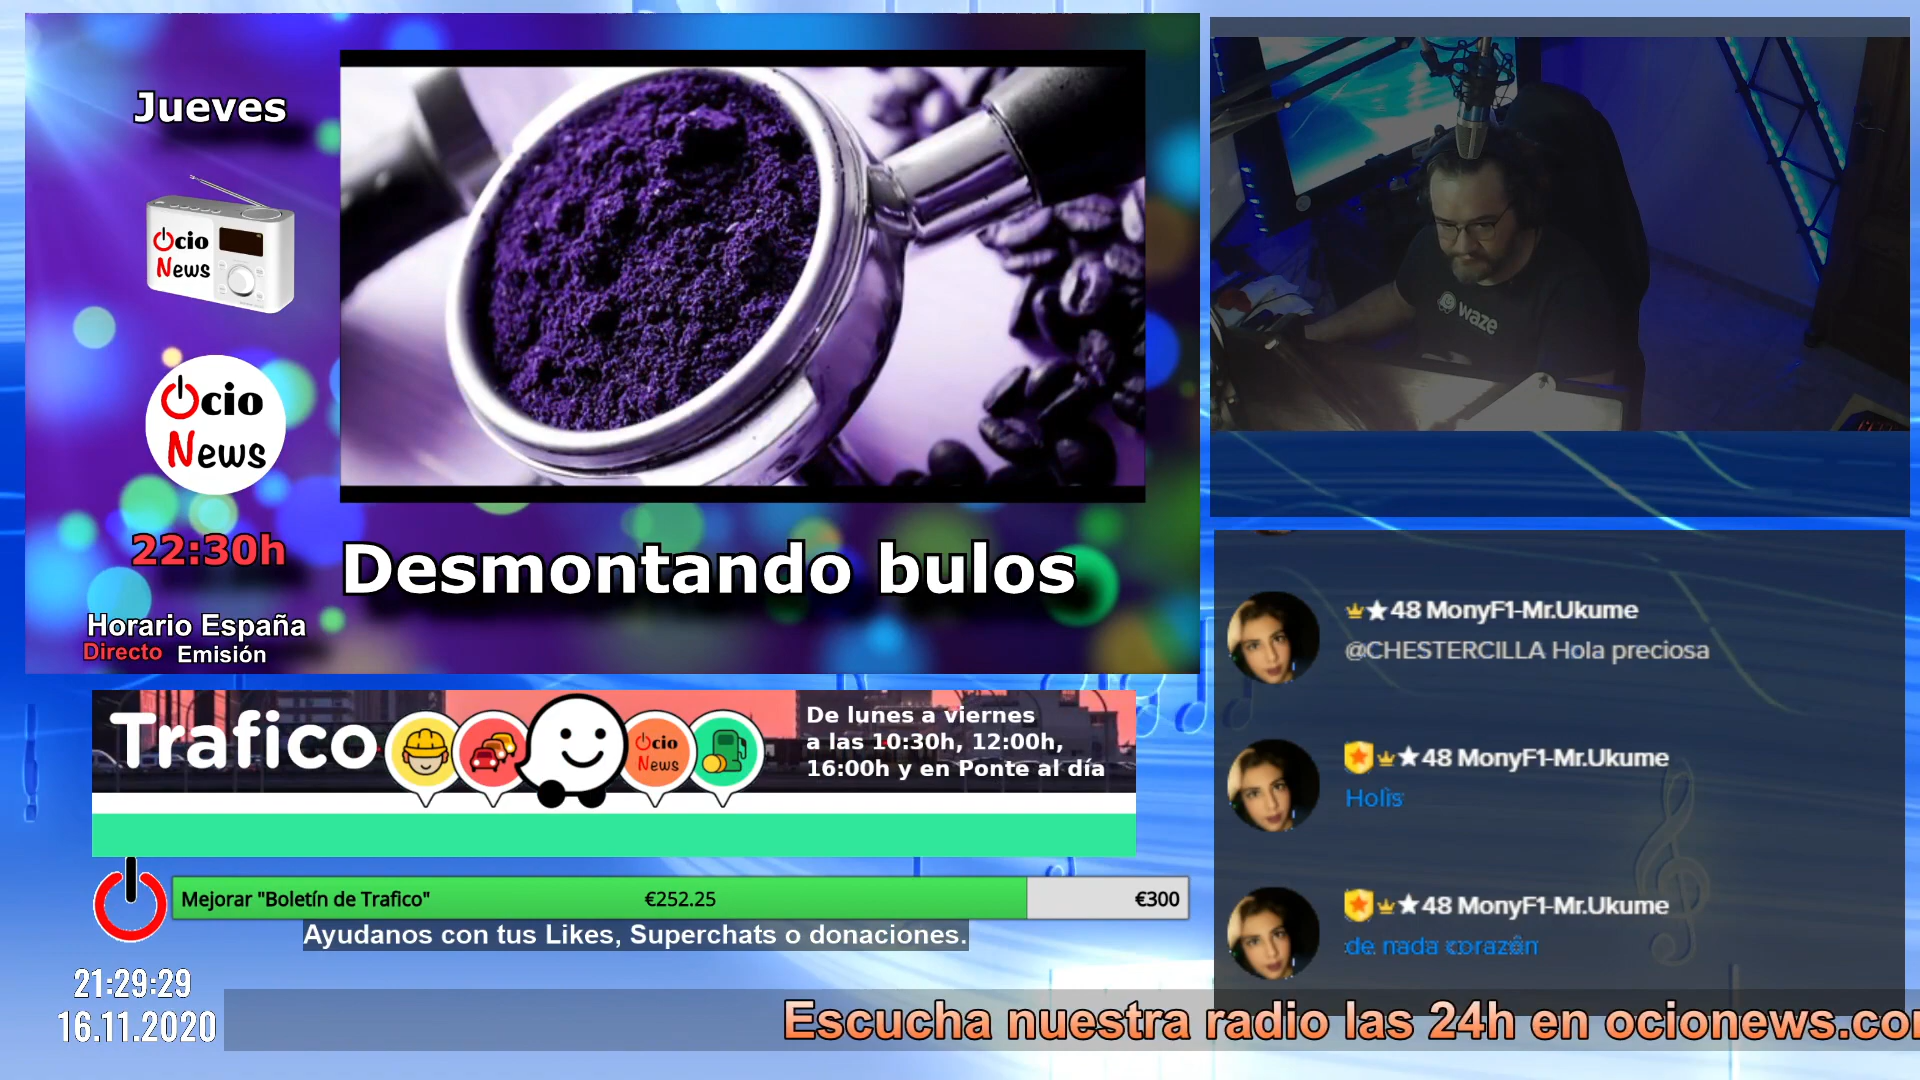 Jueves
Ocio
News
Ocio
News
22:30h
Desmontando bulos
Horario España
Directo Emisión
waze
48 MonyF1-Mr.Ukume
@CHESTERCILLA Hola preciosa
48 MonyF1-Mr.Ukume
Holis
48 MonyF1-Mr.Ukume
de nada corazón
Trafico
Ocio
News
De lunes a viernes
a las 10:30h, 12:00h,
16:00h y en Ponte al día
Mejorar "Boletín de Trafico" €252.25 €300
Ayudanos con tus Likes, Superchats o donaciones.
21:29:29
16.11.2020
Escucha nuestra radio las 24h en ocionews.co